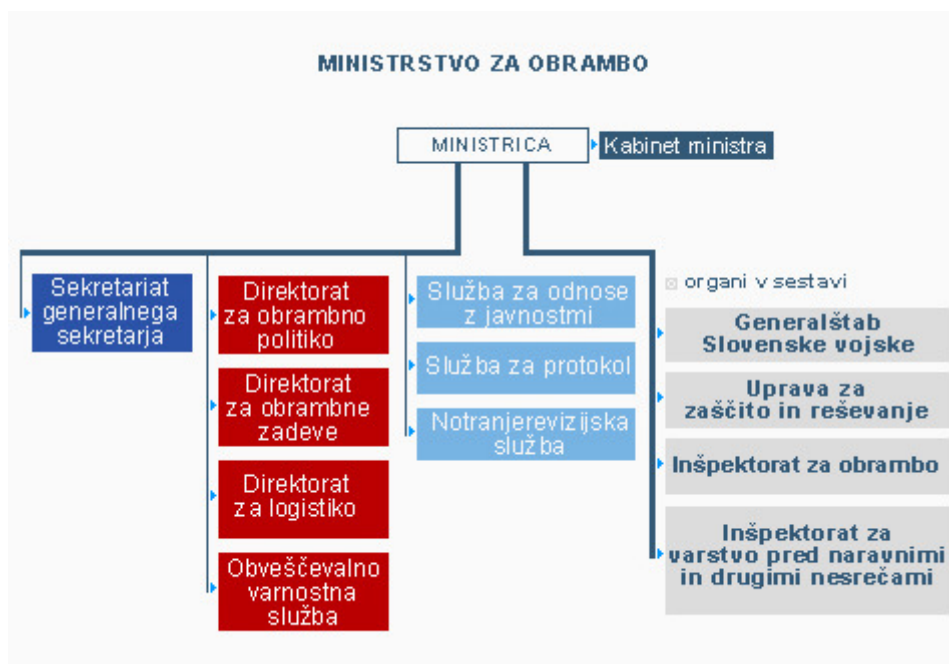 MINISTRSTVO ZA OBRAMBO
MINISTRICA
Kabinet ministra
Sekretariat
generalnega
sekretarja
Direktorat
za obrambno
politiko
Direktorat
za obrambne
zadeve
Direktorat
za logistiko
Obveščevalno
varnostna
služba
Služba za odnose
z javnostmi
Služba za protokol
Notranjerevizijska
služba
organi v sestavi
Generalštab
Slovenske vojske
Uprava za
zaščito in reševanje
Inšpektorat za obrambo
Inšpektorat za
varstvo pred naravnimi
in drugimi nesrečami